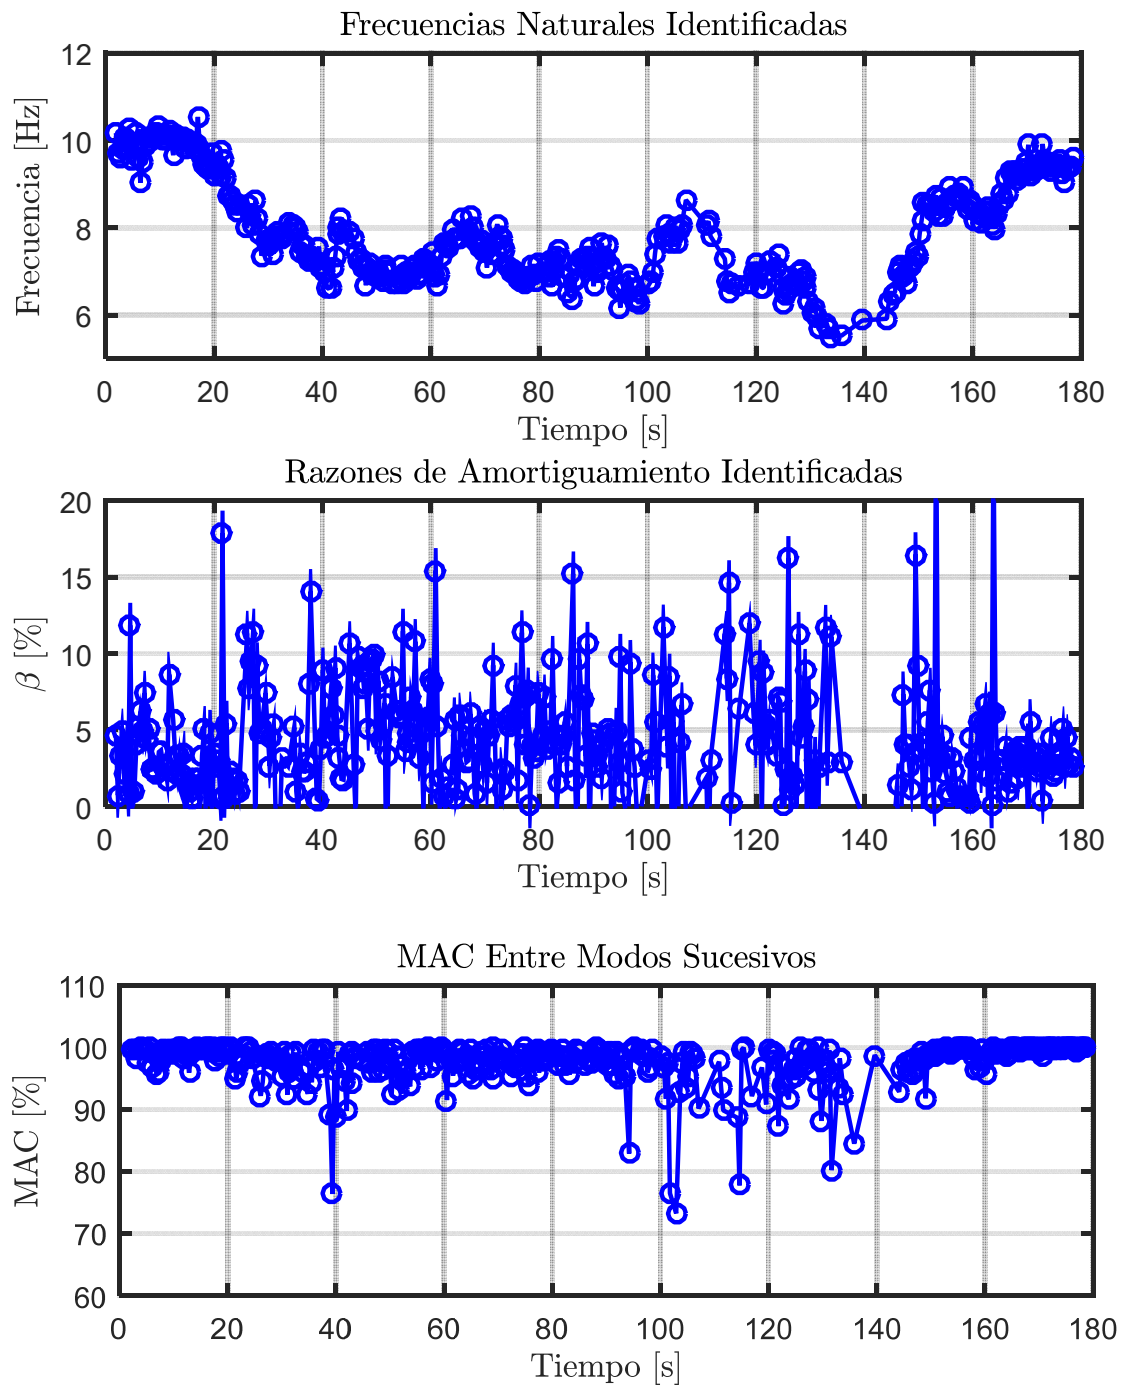 Frecuencias Naturales Identificadas
12
10
8
6
Frecuencia [Hz]
0 20 40 60 80 100 120 140 160 180
Tiempo [s]
Razones de Amortiguamiento Identificadas
20
15
10
5
0
β [%]
0 20 40 60 80 100 120 140 160 180
Tiempo [s]
MAC Entre Modos Sucesivos
110
100
90
80
70
60
MAC [%]
0 20 40 60 80 100 120 140 160 180
Tiempo [s]